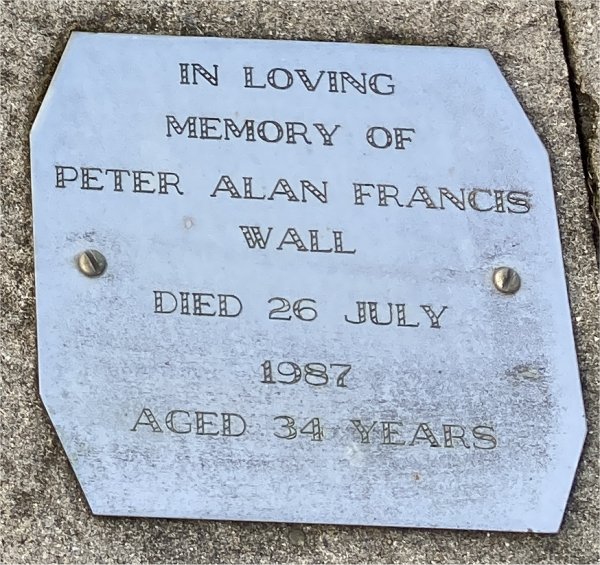 IN LOVING
MEMORY OF
PETER ALAN FRANCIS
WALL
DIED 26 JULY
1987
AGED 34 YEARS